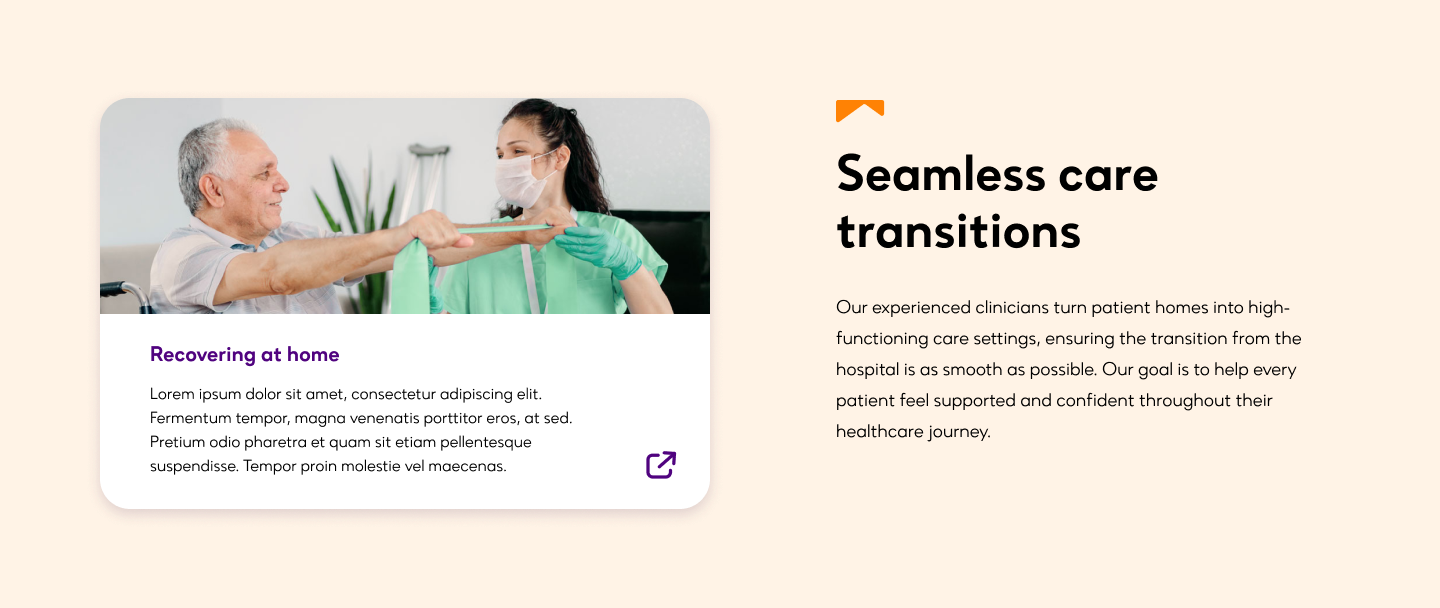 Recovering at home
Lorem ipsum dolor sit amet, consectetur adipiscing elit.
Fermentum tempor, magna venenatis porttitor eros, at sed.
Pretium odio pharetra et quam sit etiam pellentesque
suspendisse. Tempor proin molestie vel maecenas.
Seamless care
transitions
Our experienced clinicians turn patient homes into high-
functioning care settings, ensuring the transition from the
hospital is as smooth as possible. Our goal is to help every
patient feel supported and confident throughout their
healthcare journey.